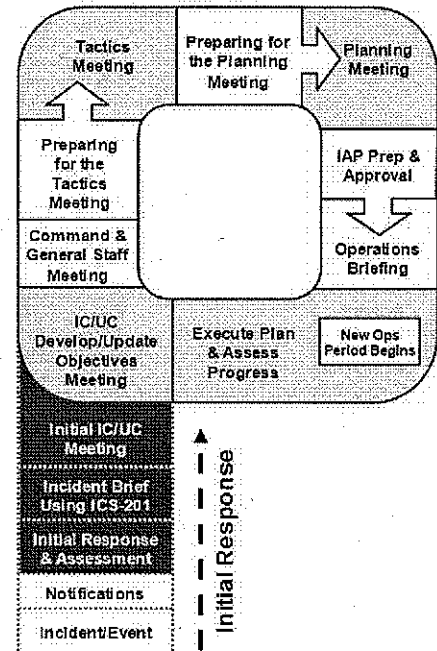 Tactics
Meeting
Preparing for
the Planning
Meeting
Planning
Meeting
Preparing
for the
Tactics
Meeting
IAP Prep &
Approval
Command &
General Staff
Meeting
Operations
Briefing
IC/UC
Develop/Update
Objectives
Meeting
Execute Plan
& Assess
Progress
New Ops
Period Begins
Initial IC/UC
Meeting
Incident Brief
Using ICS-201
Initial Response
& Assessment
Notifications
Incident/Event
Initial Response